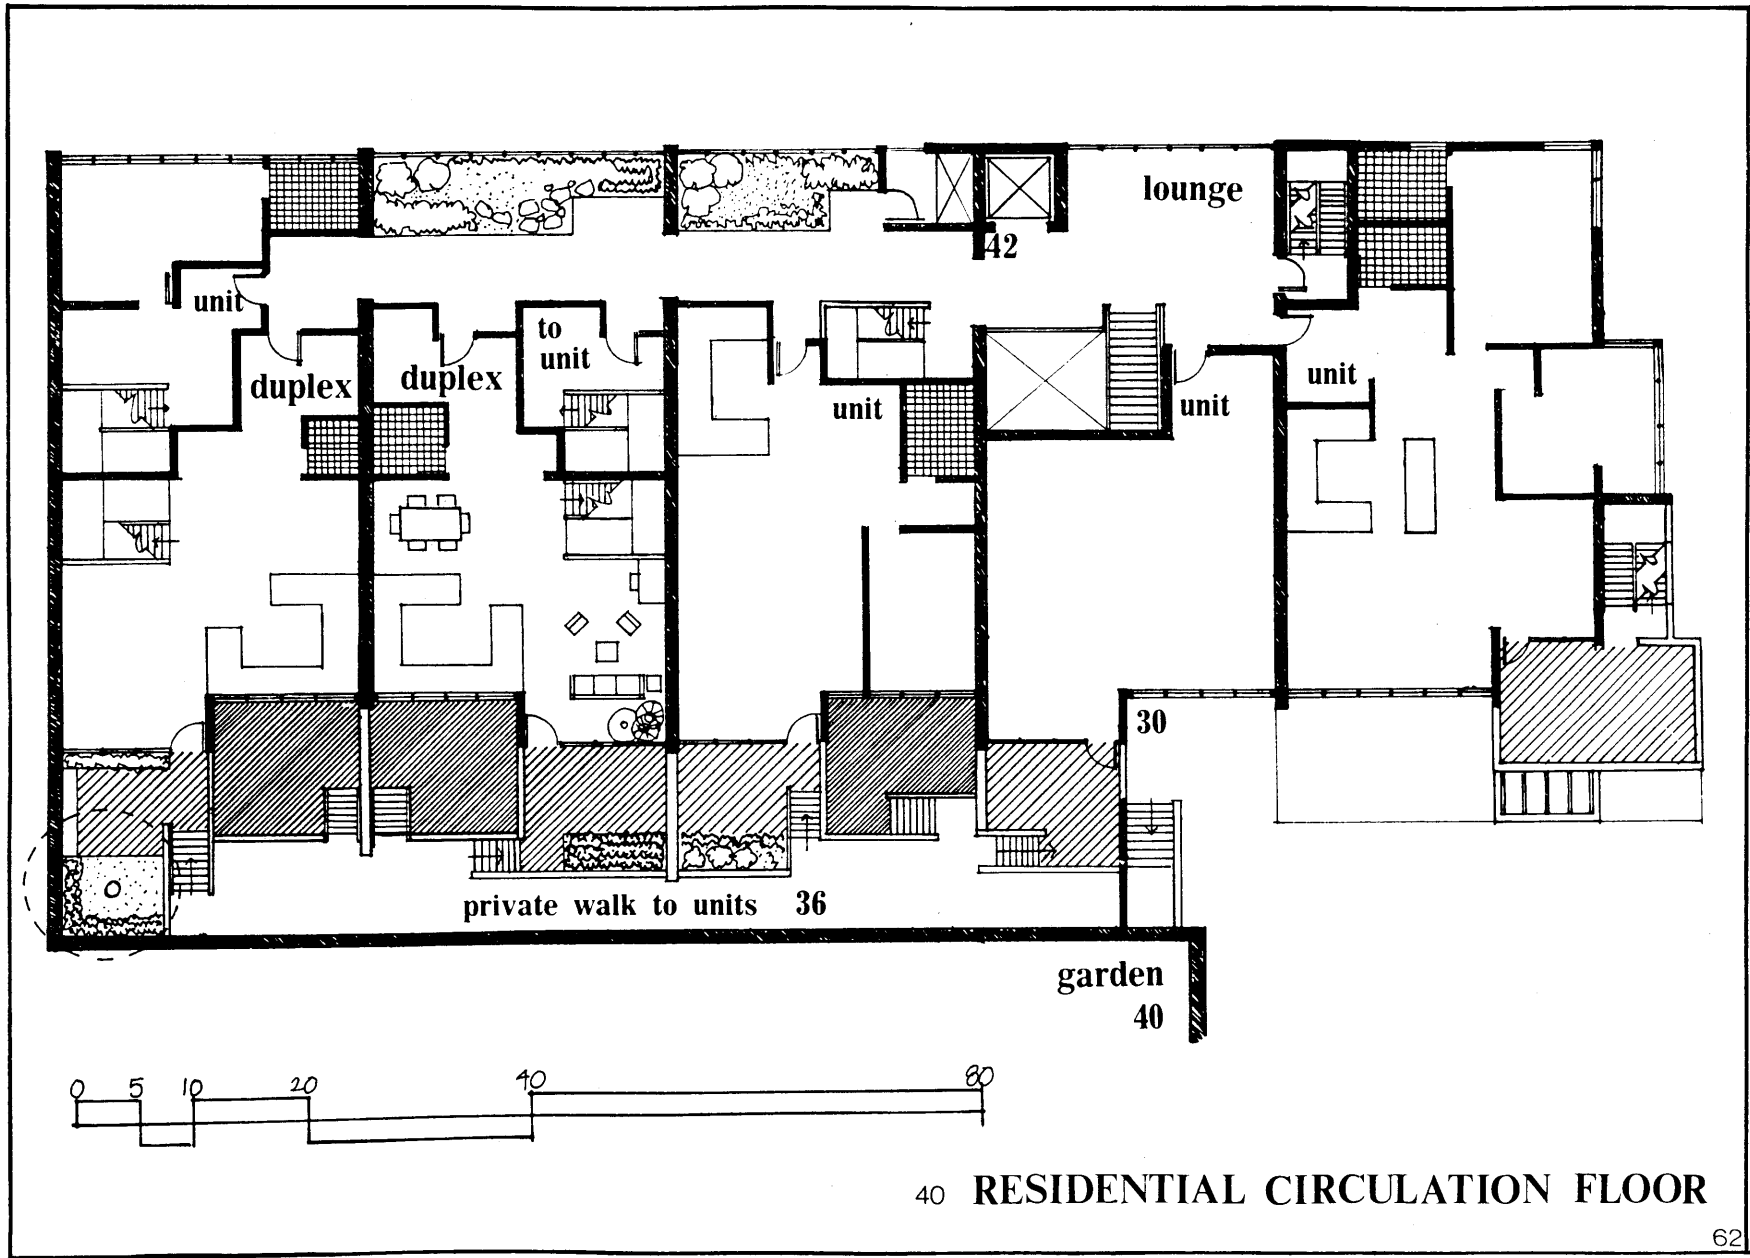 lounge
42
unit
to
unit
duplex
duplex
unit
unit
unit
30
private walk to units 36
garden
40
0 5 10 20 40 80
40 RESIDENTIAL CIRCULATION FLOOR
62